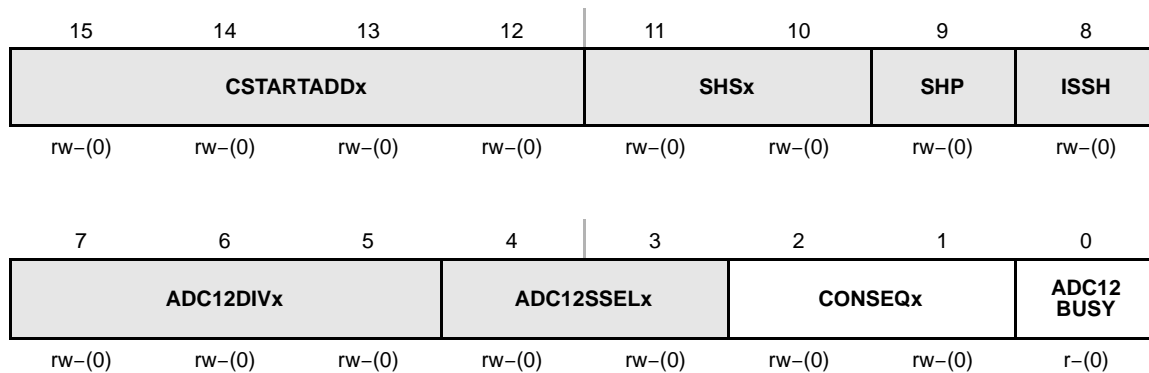 15 14 13 12 11 10 9 8
CSTARTADDx SHSx SHP ISSH
rw−(0) rw−(0) rw−(0) rw−(0) rw−(0) rw−(0) rw−(0) rw−(0)
7 6 5 4 3 2 1 0
ADC12DIVx ADC12SSELx CONSEQx ADC12
BUSY
rw−(0) rw−(0) rw−(0) rw−(0) rw−(0) rw−(0) rw−(0) r−(0)